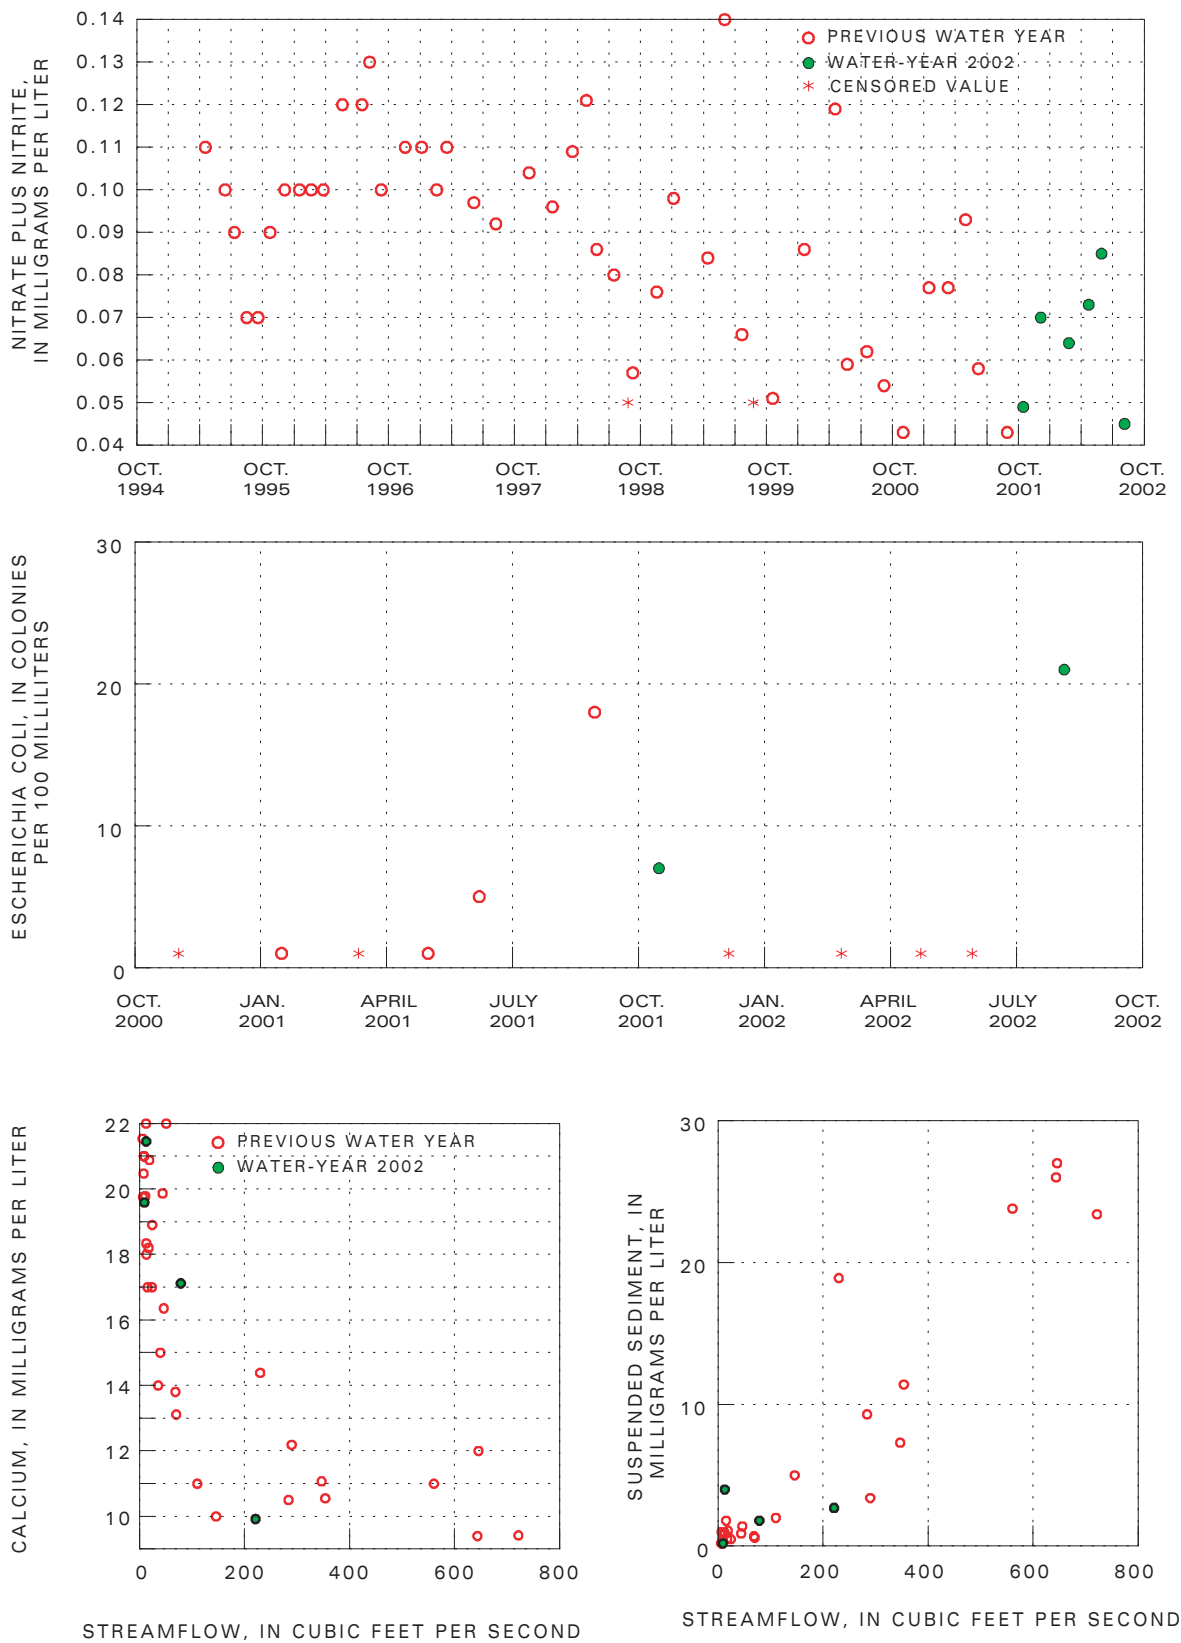 NITRATE PLUS NITRITE,
IN MILLIGRAMS PER LITER
0.14
0.13
0.12
0.11
0.10
0.09
0.08
0.07
0.06
0.05
0.04
PREVIOUS WATER YEAR
WATER-YEAR 2002
CENSORED VALUE
OCT. OCT. OCT. OCT. OCT. OCT. OCT. OCT. OCT.
1994 1995 1996 1997 1998 1999 2000 2001 2002
ESCHERICHIA COLI, IN COLONIES
PER 100 MILLILITERS
30
20
10
0
OCT. JAN. APRIL JULY OCT. JAN. APRIL JULY OCT.
2000 2001 2001 2001 2001 2002 2002 2002 2002
CALCIUM, IN MILLIGRAMS PER LITER
22
20
18
16
14
12
10
PREVIOUS WATER YEAR
WATER-YEAR 2002
0 200 400 600 800
STREAMFLOW, IN CUBIC FEET PER SECOND
SUSPENDED SEDIMENT, IN
MILLIGRAMS PER LITER
30
20
10
0
0 200 400 600 800
STREAMFLOW, IN CUBIC FEET PER SECOND